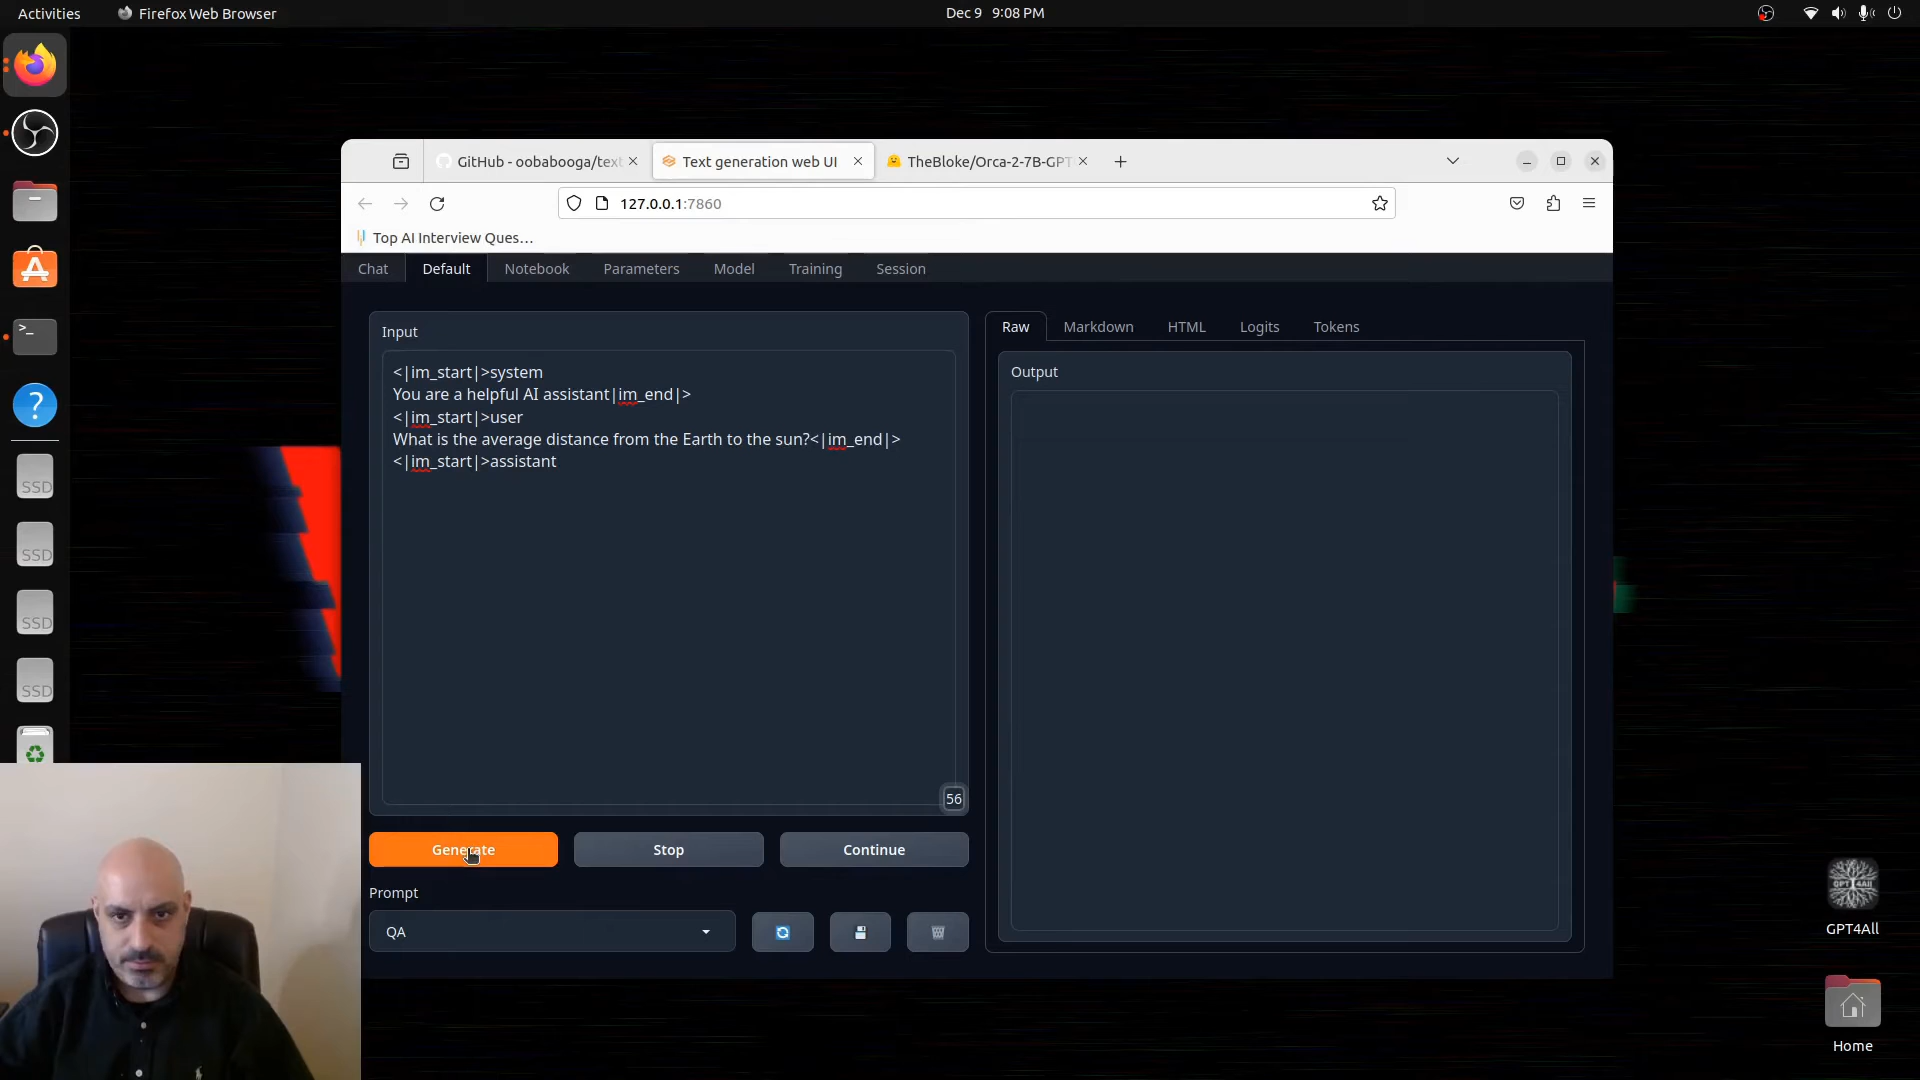 Activities
Firefox Web Browser
Dec 9 9:08 PM
GitHub - oobabooga/text
Text generation web UI
TheBloke/Orca-2-7B-GPT
127.0.0.1:7860
Top AI Interview Ques…
Chat
Default
Notebook
Parameters
Model
Training
Session
Input
<|im_start|>system
You are a helpful AI assistant|im_end|>
<|im_start|>user
What is the average distance from the Earth to the sun?<|im_end|>
<|im_start|>assistant
56
Raw
Markdown
HTML
Logits
Tokens
Output
Generate
Stop
Continue
Prompt
QA
SSD
SSD
SSD
SSD
GPT4All
GPT4All
Home